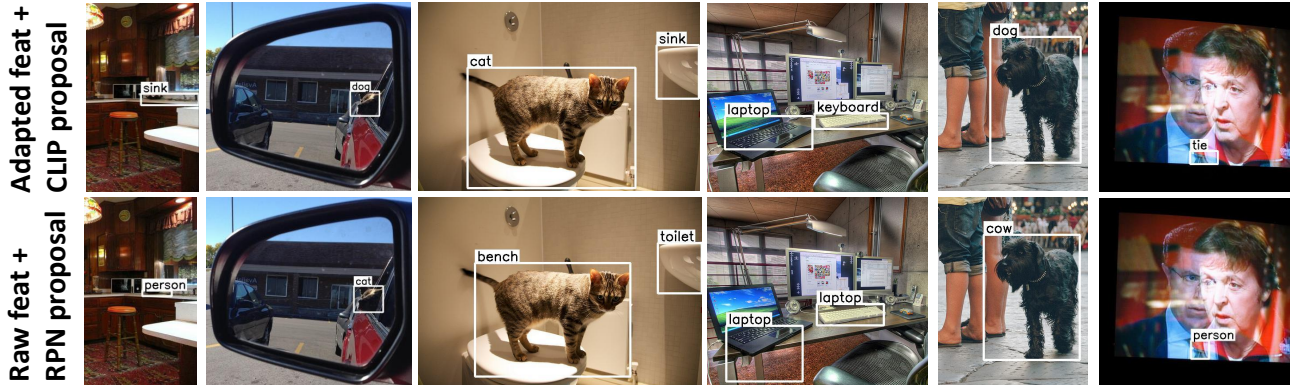 Adapted feat +
CLIP proposal
sink
dog
cat
sink
laptop
keyboard
dog
tie
Raw feat +
RPN proposal
person
cat
bench
toilet
laptop
laptop
cow
person